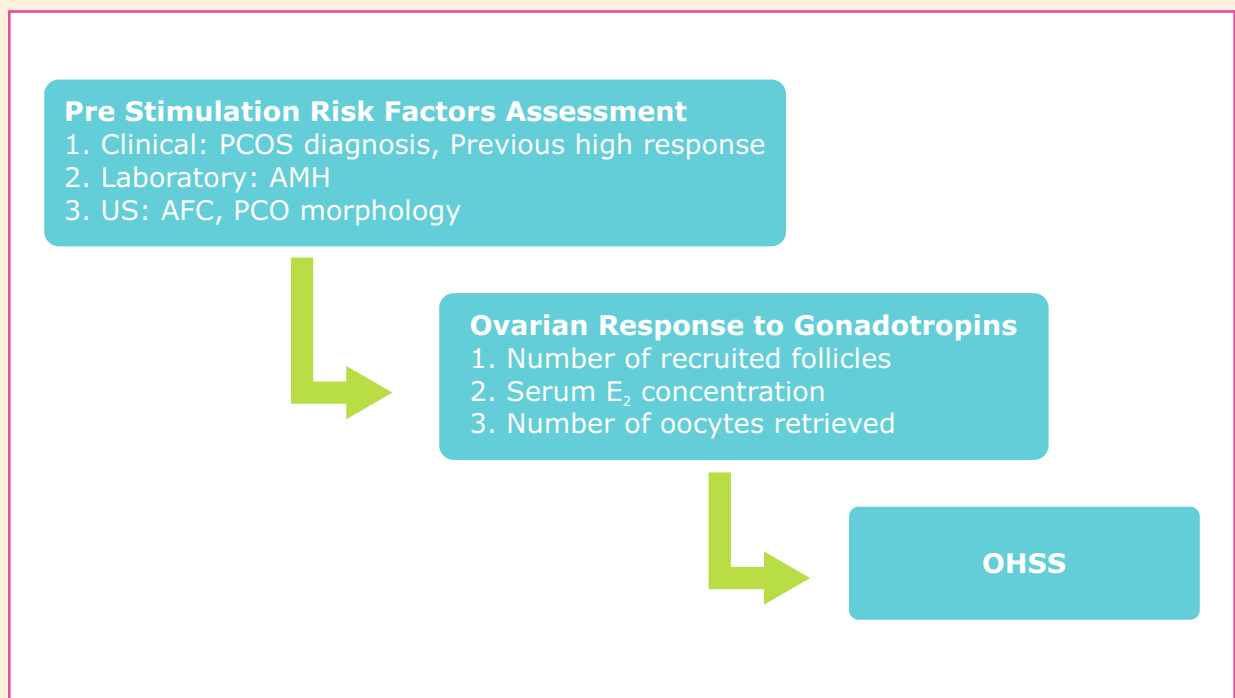 Pre Stimulation Risk Factors Assessment
1. Clinical: PCOS diagnosis, Previous high response
2. Laboratory: AMH
3. US: AFC, PCO morphology
Ovarian Response to Gonadotropins
1. Number of recruited follicles
2. Serum E₂ concentration
3. Number of oocytes retrieved
OHSS